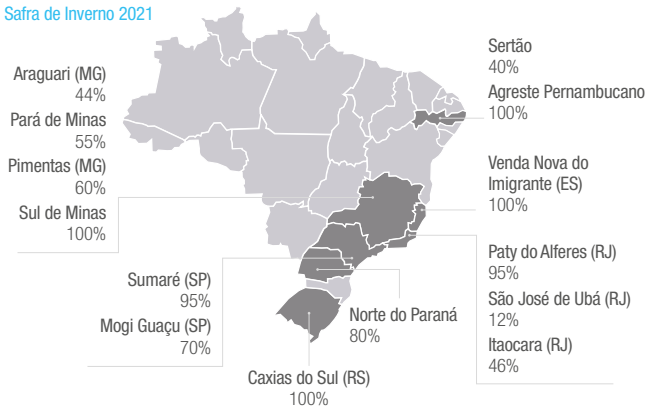 Safra de Inverno 2021
Araguari (MG)
44%
Pará de Minas
55%
Pimentas (MG)
60%
Sul de Minas
100%
Sumaré (SP)
95%
Mogi Guaçu (SP)
70%
Caxias do Sul (RS)
100%
Norte do Paraná
80%
Sertão
40%
Agreste Pernambucano
100%
Venda Nova do
Imigrante (ES)
100%
Paty do Alferes (RJ)
95%
São José de Ubá (RJ)
12%
Itaocara (RJ)
46%